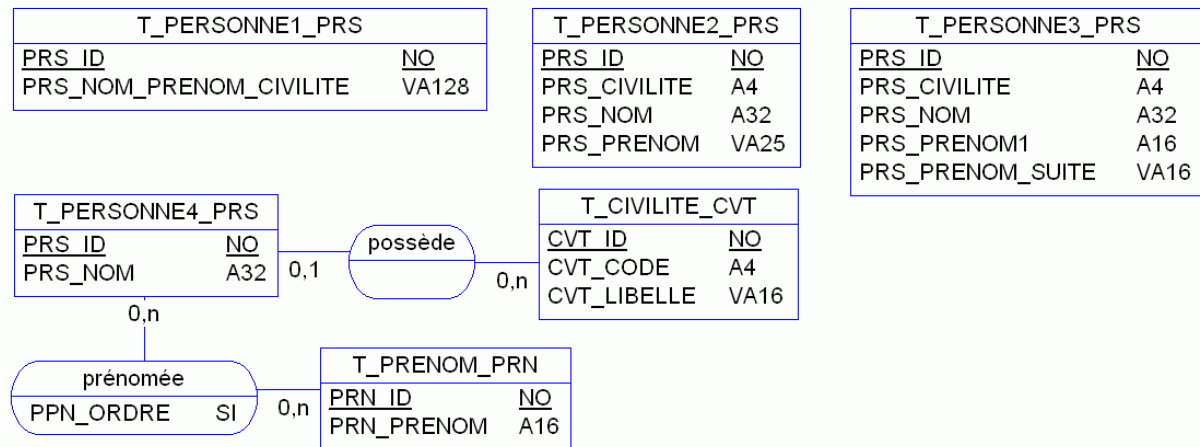 T_PERSONNE1_PRS
PRS_ID NO
PRS_NOM_PRENOM_CIVILITE VA128
T_PERSONNE2_PRS
PRS_ID NO
PRS_CIVILITE A4
PRS_NOM A32
PRS_PRENOM VA25
T_PERSONNE3_PRS
PRS_ID NO
PRS_CIVILITE A4
PRS_NOM A32
PRS_PRENOM1 A16
PRS_PRENOM_SUITE VA16
T_PERSONNE4_PRS
PRS_ID NO
PRS_NOM A32
0,1
possède
0,n
T_CIVILITE_CVT
CVT_ID NO
CVT_CODE A4
CVT_LIBELLE VA16
0,n
prénomée
PPN_ORDRE SI
0,n
T_PRENOM_PRN
PRN_ID NO
PRN_PRENOM A16